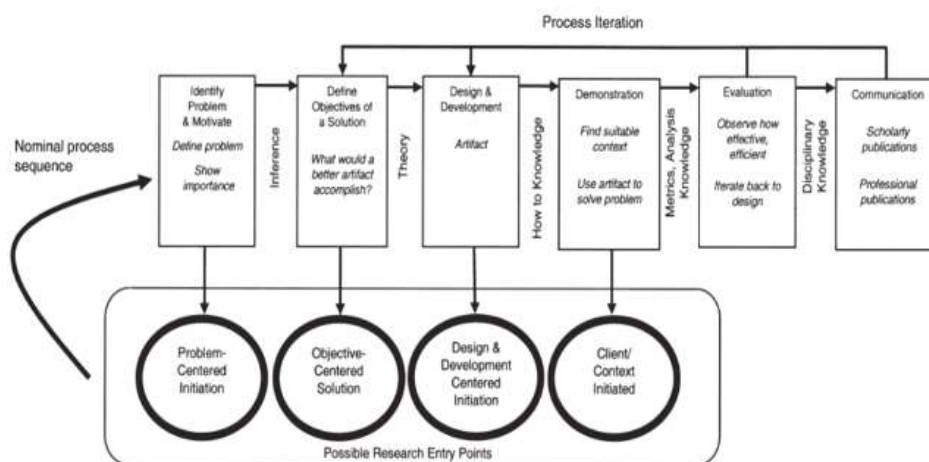 Process Iteration
Nominal process
sequence
Identify
Problem
& Motivate
Define problem
Show
importance
Inference
Define
Objectives of
a Solution
What would a
better artifact
accomplish?
Theory
Design &
Development
Artifact
How to Knowledge
Demonstration
Find suitable
context
Use artifact to
solve problem
Metrics, Analysis
Knowledge
Evaluation
Observe how
effective,
efficient
Iterate back to
design
Disciplinary
Knowledge
Communication
Scholarly
publications
Professional
publications
Problem-
Centered
Initiation
Objective-
Centered
Solution
Design &
Development
Centered
Initiation
Client/
Context
Initiated
Possible Research Entry Points